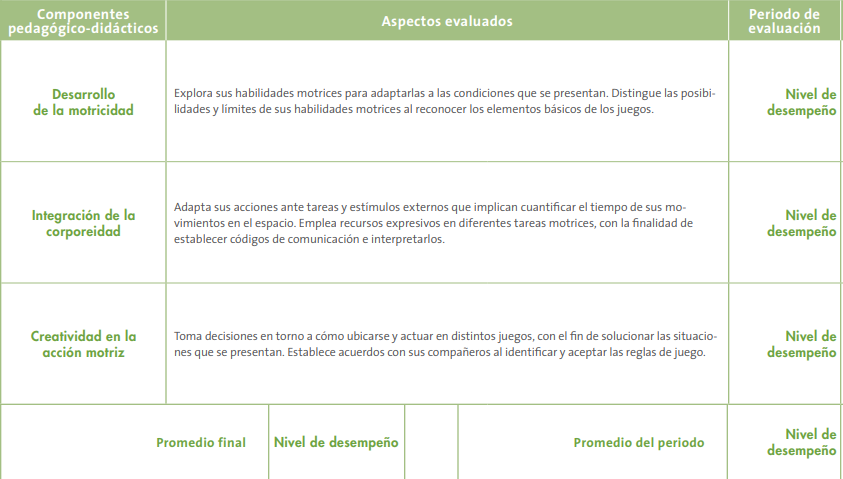 Componentes
pedagógico-didácticos
Aspectos evaluados
Periodo de
evaluación
Desarrollo
de la motricidad
Explora sus habilidades motrices para adaptarlas a las condiciones que se presentan. Distingue las posibi-
lidades y límites de sus habilidades motrices al reconocer los elementos básicos de los juegos.
Nivel de
desempeño
Integración de la
corporeidad
Adapta sus acciones ante tareas y estímulos externos que implican cuantificar el tiempo de sus mo-
vimientos en el espacio. Emplea recursos expresivos en diferentes tareas motrices, con la finalidad de
establecer códigos de comunicación e interpretarlos.
Nivel de
desempeño
Creatividad en la
acción motriz
Toma decisiones en torno a cómo ubicarse y actuar en distintos juegos, con el fin de solucionar las situacio-
nes que se presentan. Establece acuerdos con sus compañeros al identificar y aceptar las reglas de juego.
Nivel de
desempeño
Promedio final
Nivel de desempeño
Promedio del periodo
Nivel de
desempeño